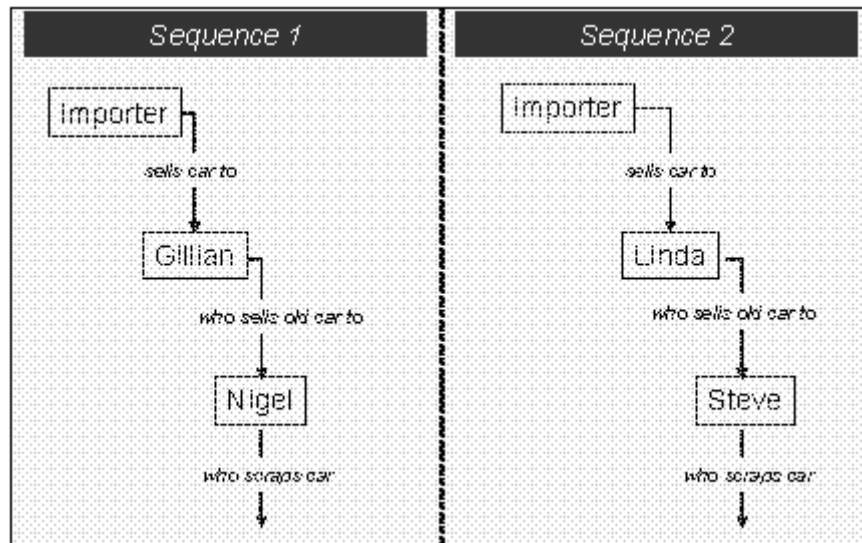 Sequence 1
Importer
sells car to
Gillian
who sells old car to
Nigel
who scraps car
Sequence 2
Importer
sells car to
Linda
who sells old car to
Steve
who scraps car